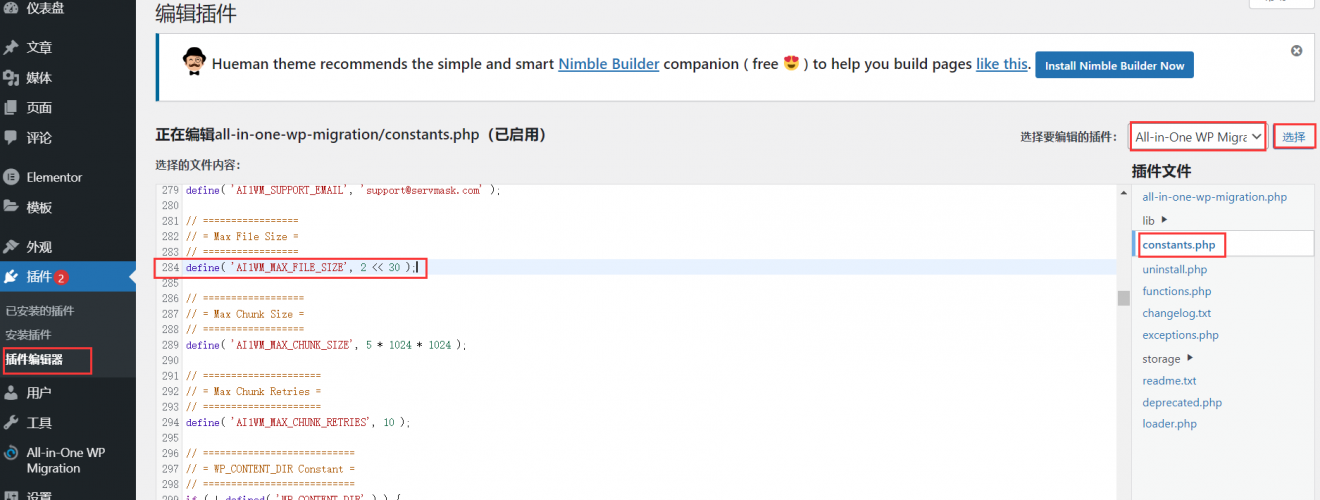 仪表盘
文章
媒体
页面
评论
Elementor
模板
外观
插件 2
已安装的插件
安装插件
插件编辑器
用户
工具
All-in-One WP
Migration
设置
编辑插件
Hueman theme recommends the simple and smart Nimble Builder companion ( free 😍 ) to help you build pages like this. Install Nimble Builder Now
正在编辑all-in-one-wp-migration/constants.php（已启用）
选择要编辑的插件： All-in-One WP Migra 选择
选择的文件内容：
279 define( 'AI1WM_SUPPORT_EMAIL', 'support@servmask.com' );
280
281 // =================
282 // = Max File Size =
283 // =================
284 define( 'AI1WM_MAX_FILE_SIZE', 2 << 30 );
285
286 // ==================
287 // = Max Chunk Size =
288 // ==================
289 define( 'AI1WM_MAX_CHUNK_SIZE', 5 * 1024 * 1024 );
290
291 // =====================
292 // = Max Chunk Retries =
293 // =====================
294 define( 'AI1WM_MAX_CHUNK_RETRIES', 10 );
295
296 // ===========================
297 // = WP_CONTENT_DIR Constant =
298 // ===========================
299 if ( ! defined( 'WP_CONTENT_DIR' ) ) {
插件文件
all-in-one-wp-migration.php
lib
constants.php
uninstall.php
functions.php
changelog.txt
exceptions.php
storage
readme.txt
deprecated.php
loader.php